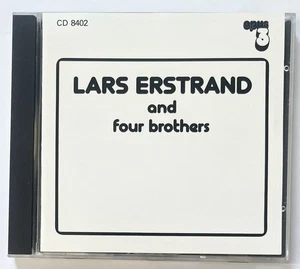 CD 8402
opus 3
LARS ERSTRAND
and
four brothers